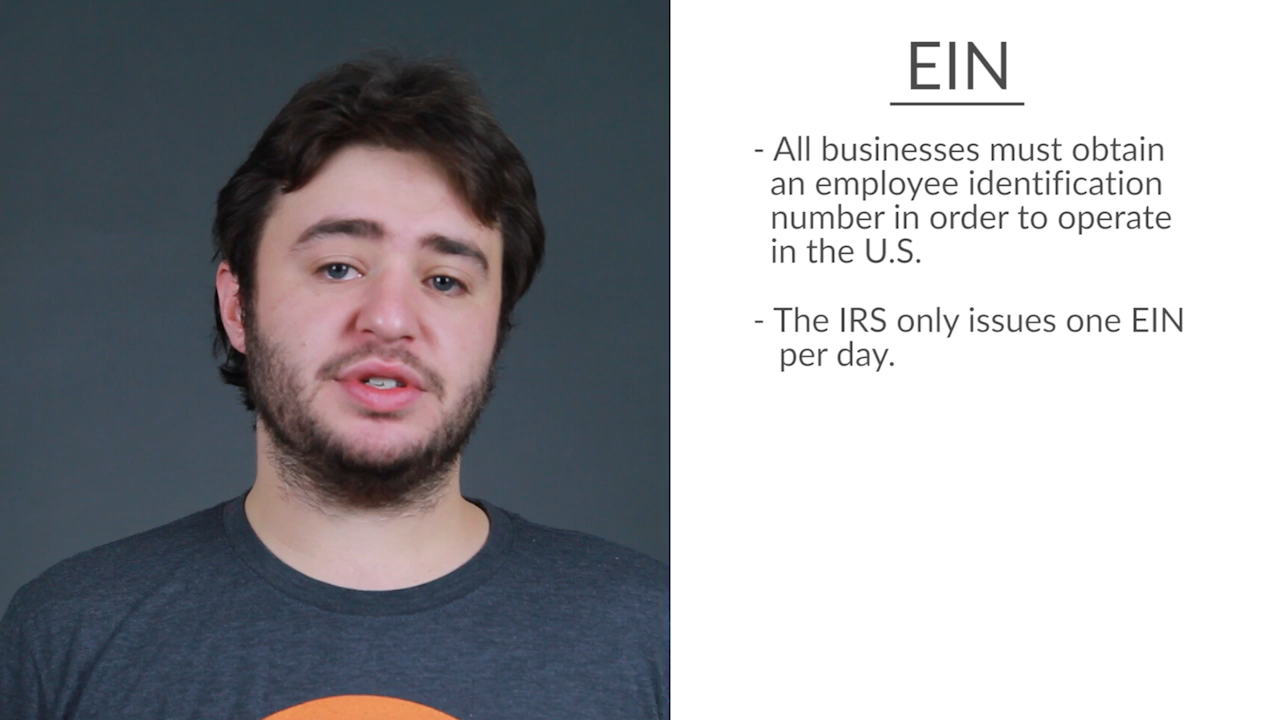 EIN
- All businesses must obtain
an employee identification
number in order to operate
in the U.S.
- The IRS only issues one EIN
per day.